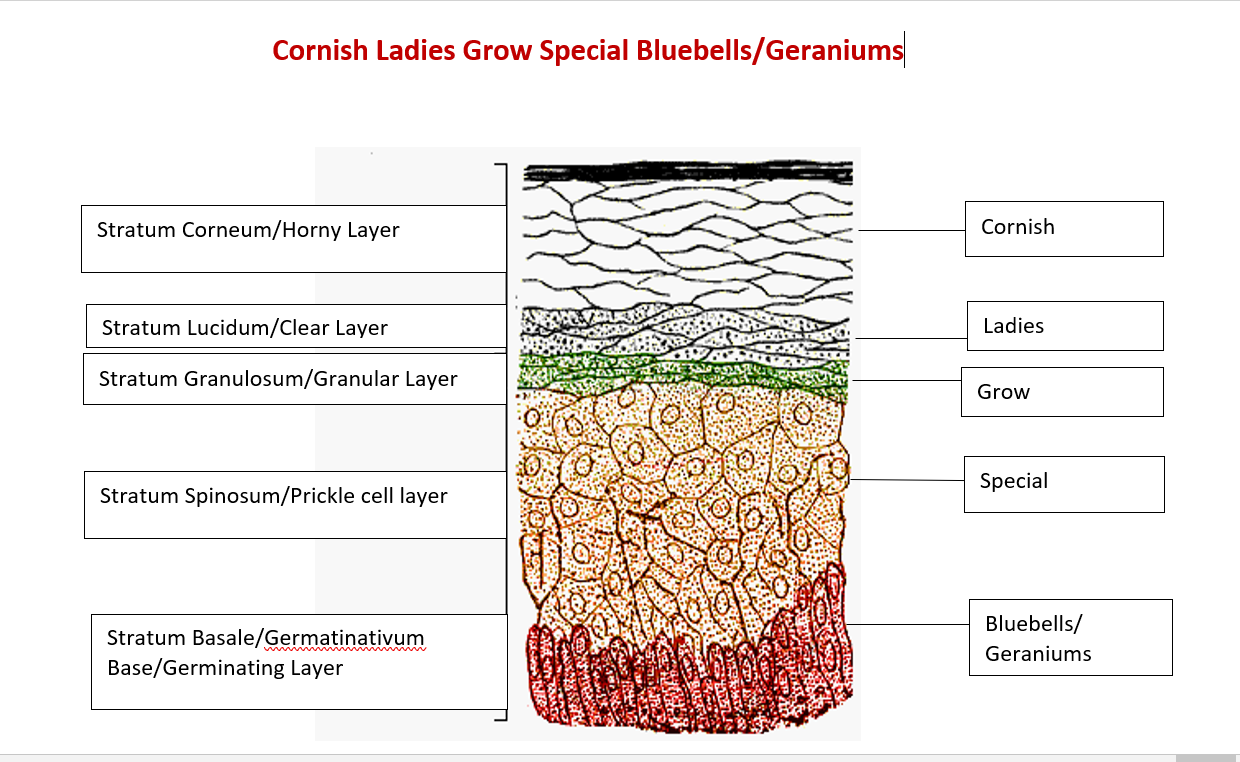 Cornish Ladies Grow Special Bluebells/Geraniums
Stratum Corneum/Horny Layer
Cornish
Stratum Lucidum/Clear Layer
Ladies
Stratum Granulosum/Granular Layer
Grow
Stratum Spinosum/Prickle cell layer
Special
Stratum Basale/Germatinativum
Base/Germinating Layer
Bluebells/
Geraniums